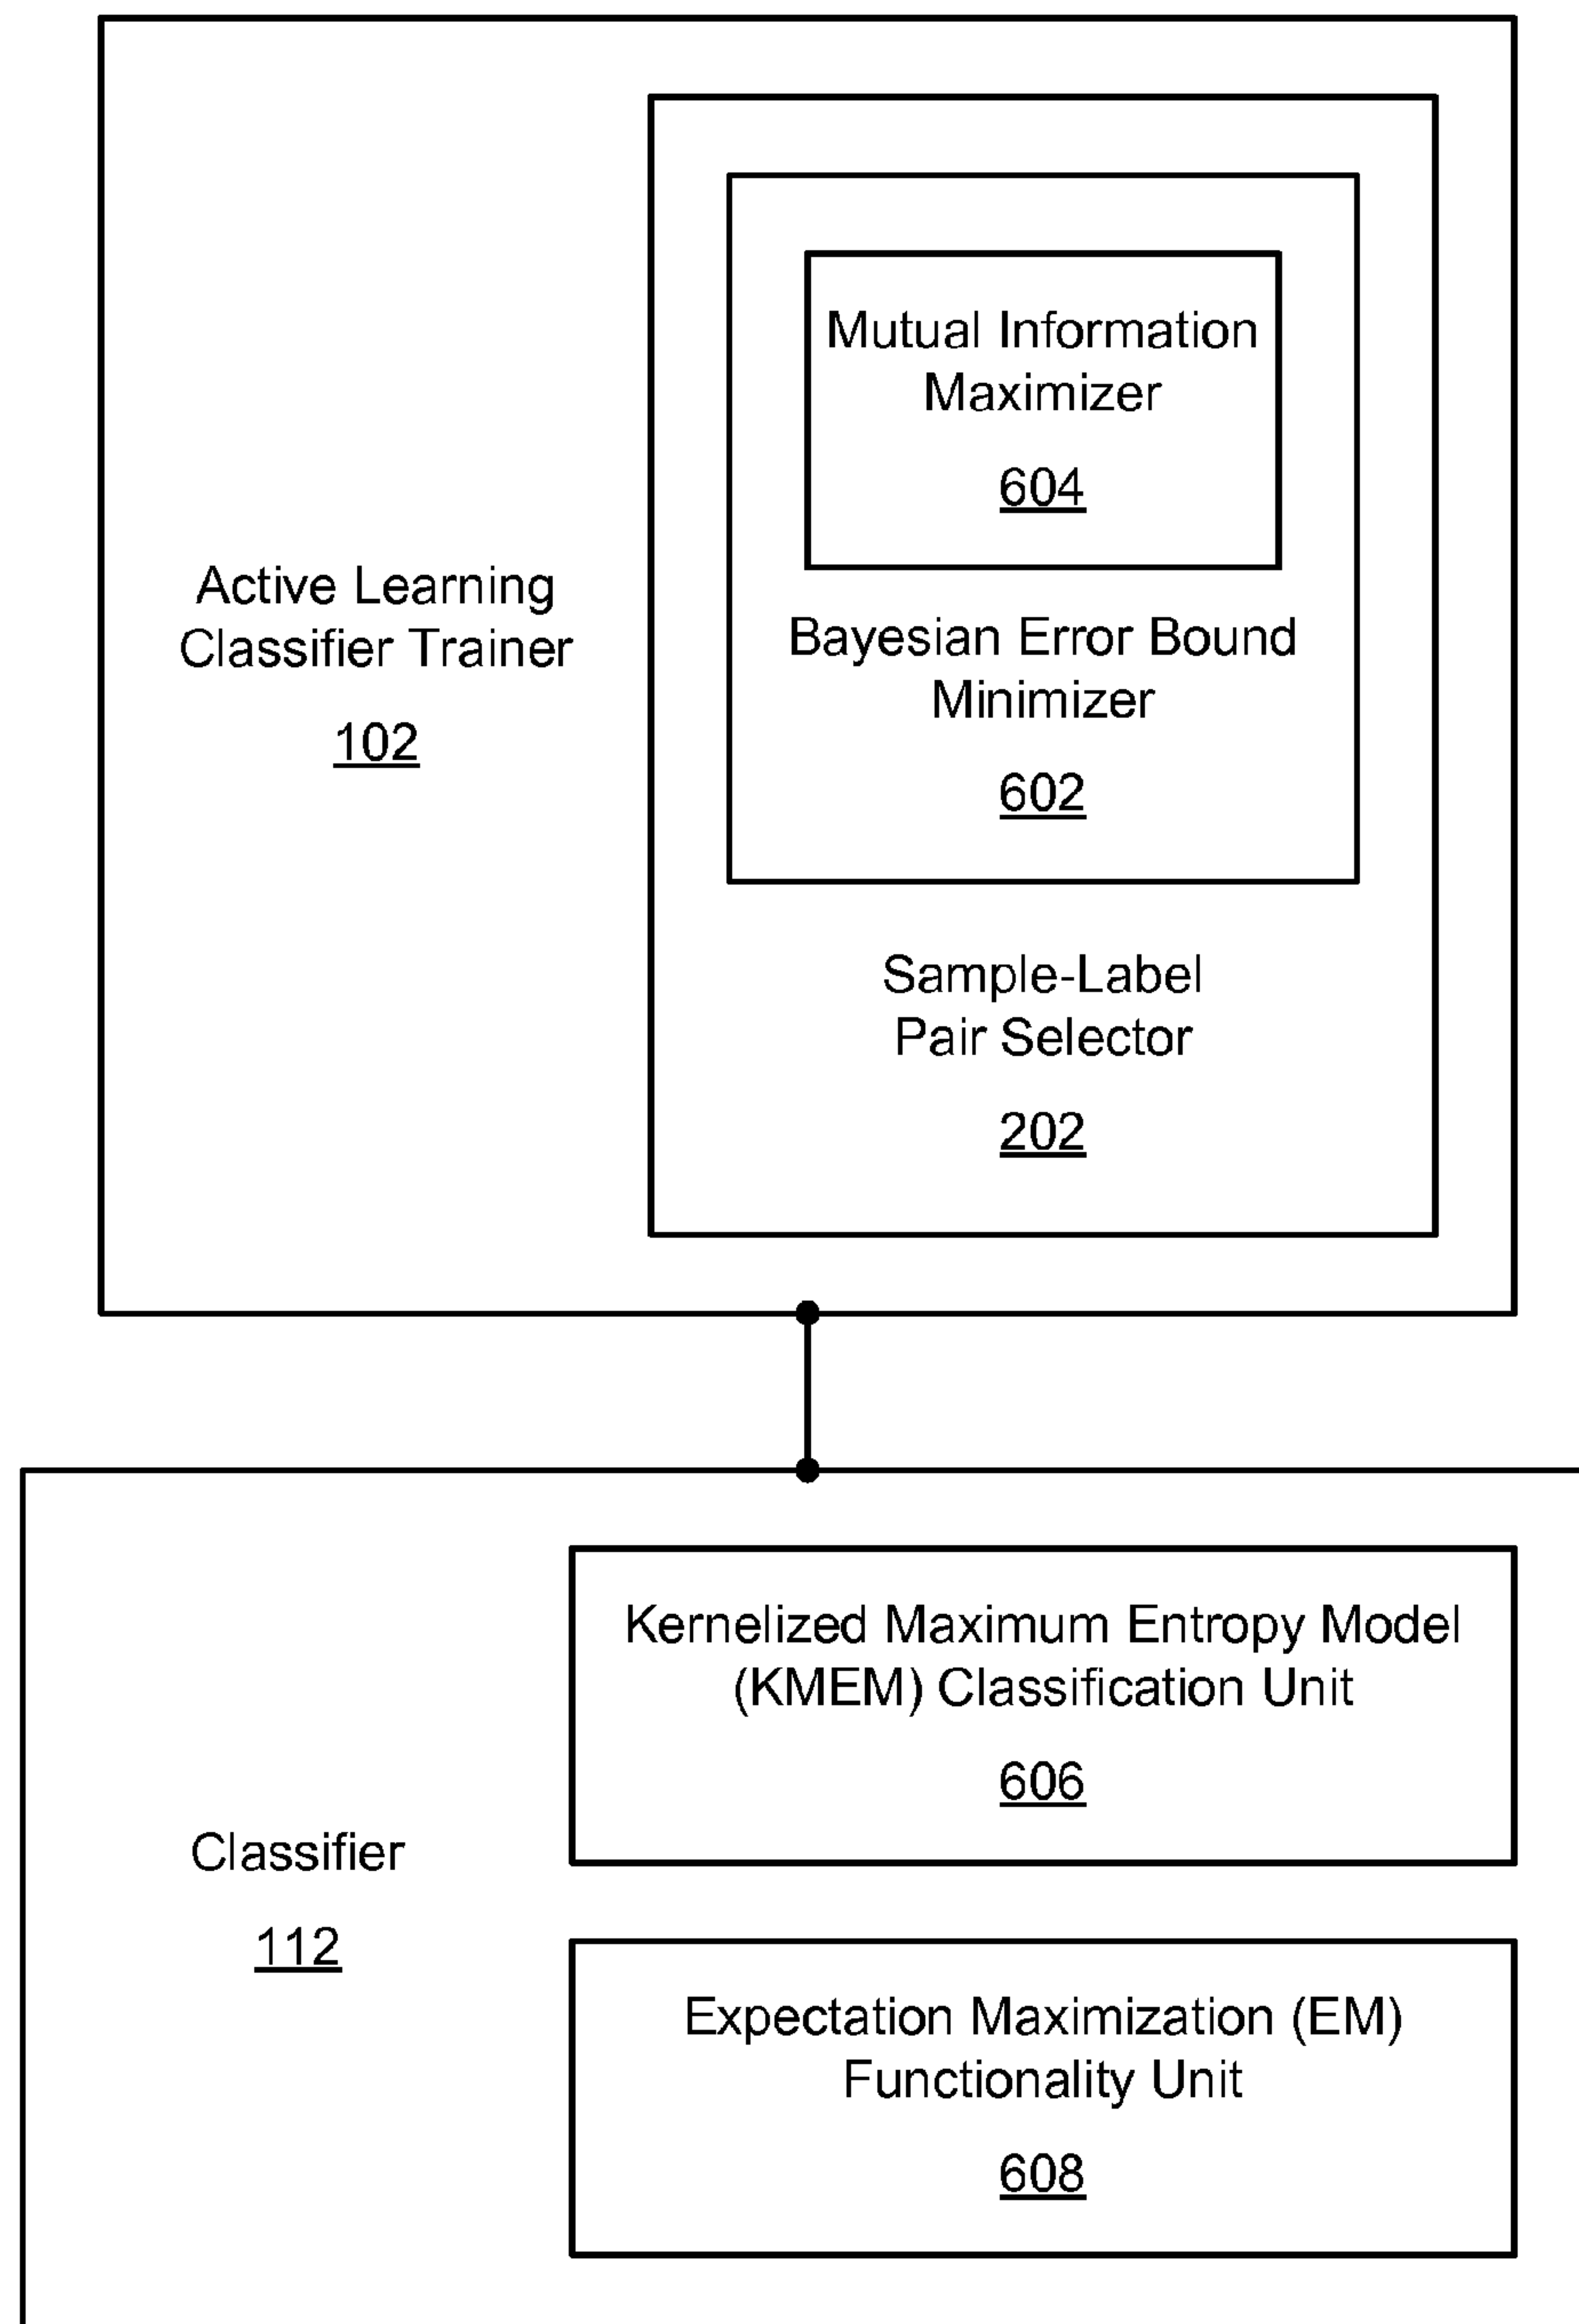 Mutual Information
Maximizer
604
Active Learning
Classifier Trainer
102
Bayesian Error Bound
Minimizer
602
Sample-Label
Pair Selector
202
Kernelized Maximum Entropy Model
(KMEM) Classification Unit
606
Classifier
112
Expectation Maximization (EM)
Functionality Unit
608